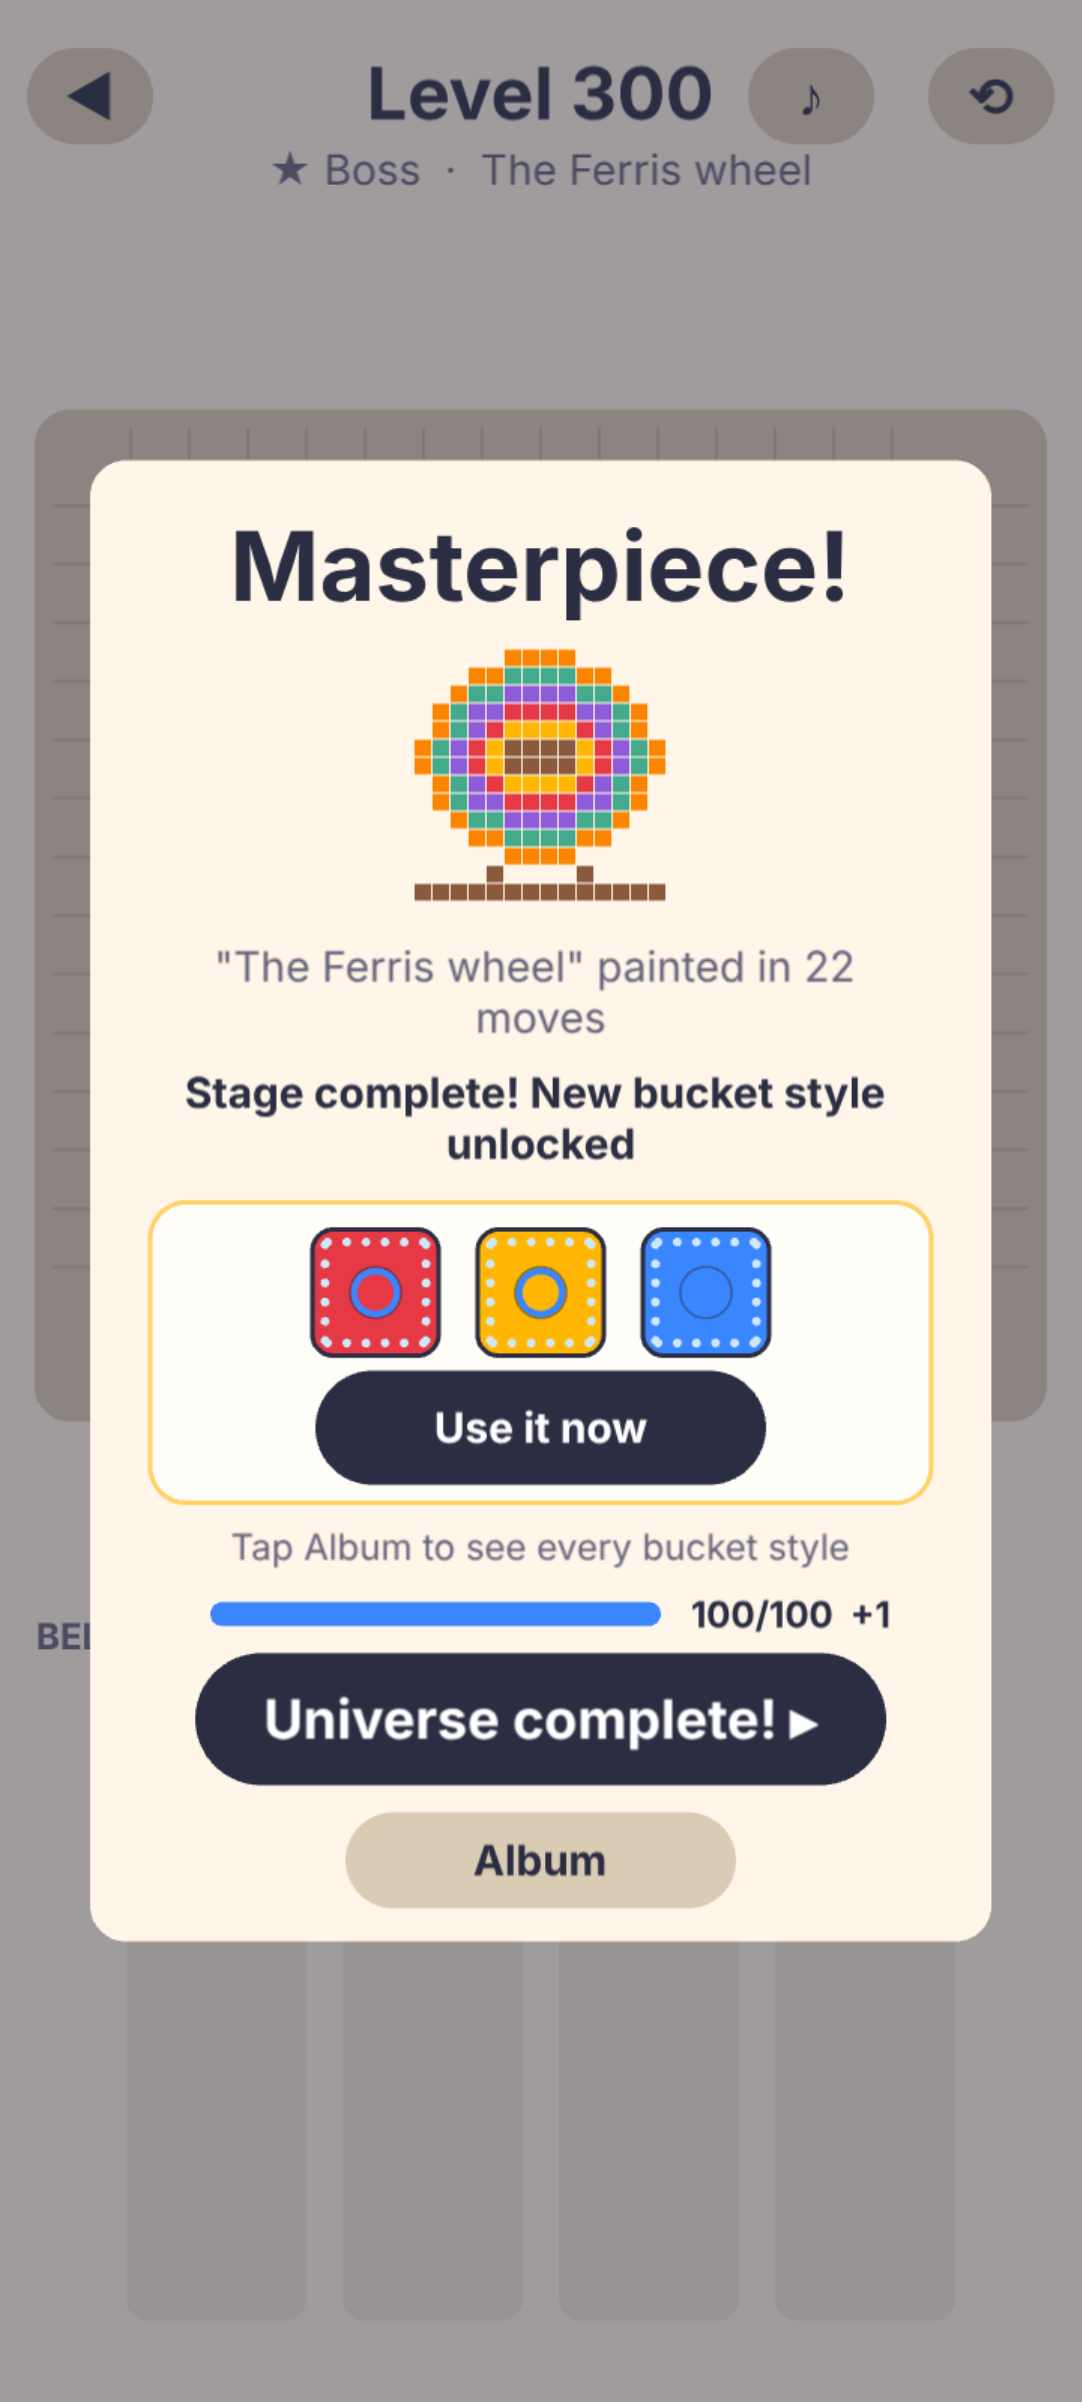 Level 300
★ Boss · The Ferris wheel
Masterpiece!
"The Ferris wheel" painted in 22
moves
Stage complete! New bucket style
unlocked
Use it now
Tap Album to see every bucket style
100/100 +1
Universe complete! ▶
Album